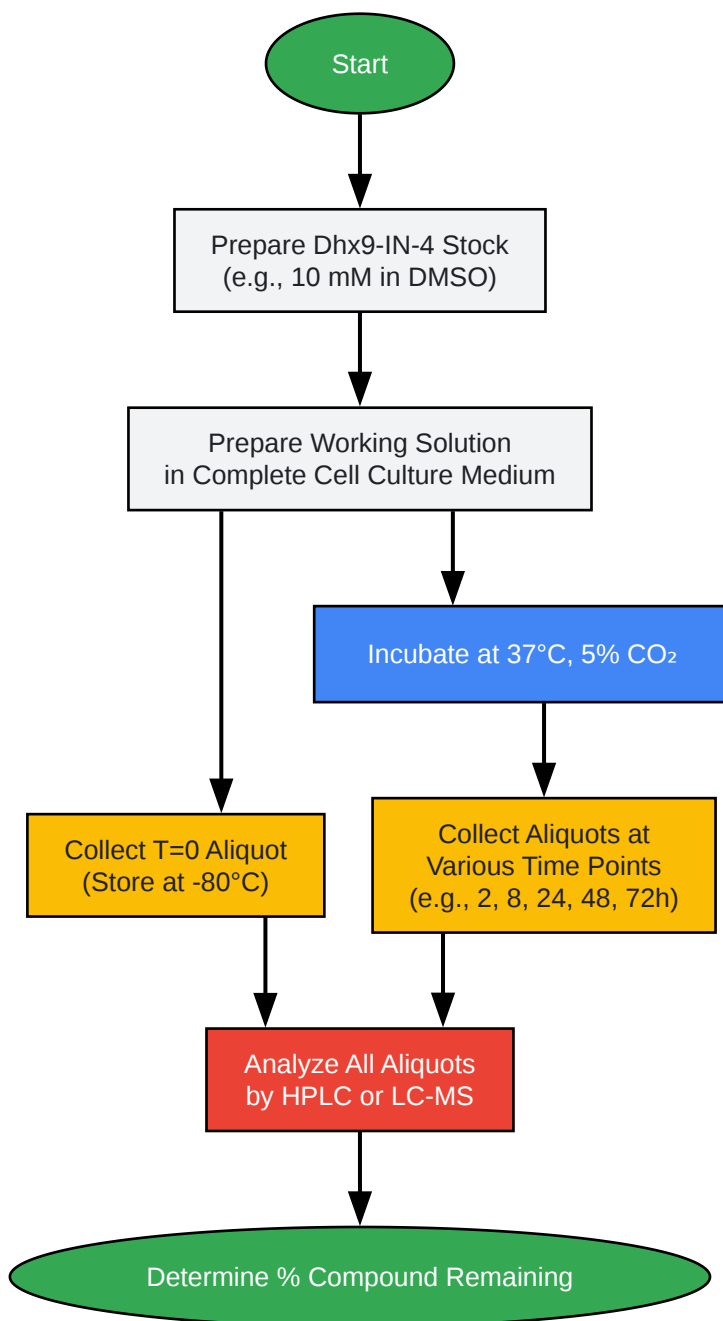 Start
Prepare Dhx9-IN-4 Stock
(e.g., 10 mM in DMSO)
Prepare Working Solution
in Complete Cell Culture Medium
Incubate at 37°C, 5% CO₂
Collect T=0 Aliquot
(Store at -80°C)
Collect Aliquots at
Various Time Points
(e.g., 2, 8, 24, 48, 72h)
Analyze All Aliquots
by HPLC or LC-MS
Determine % Compound Remaining